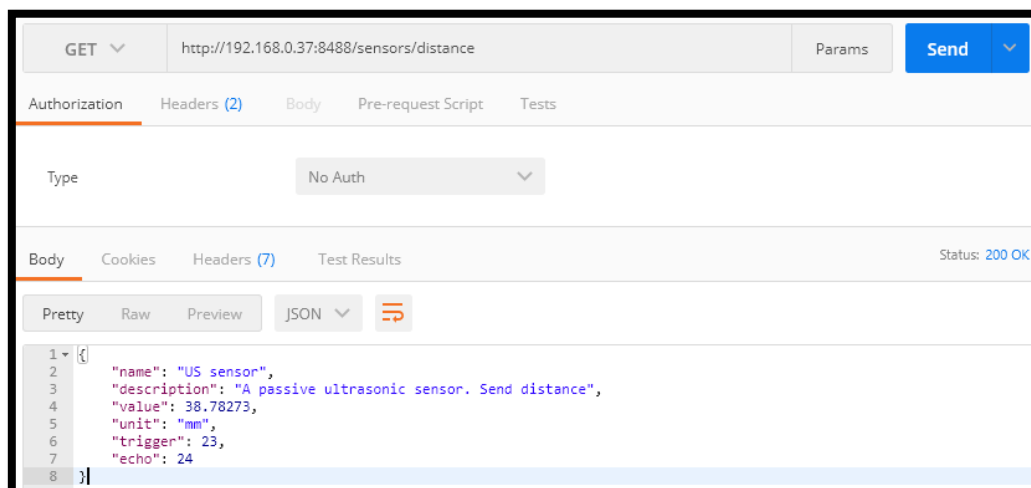 GET http://192.168.0.37:8488/sensors/distance Params Send
Authorization Headers (2) Body Pre-request Script Tests
Type No Auth
Body Cookies Headers (7) Test Results Status: 200 OK
Pretty Raw Preview JSON
1 {
2 "name": "US sensor",
3 "description": "A passive ultrasonic sensor. Send distance",
4 "value": 38.78273,
5 "unit": "mm",
6 "trigger": 23,
7 "echo": 24
8 }